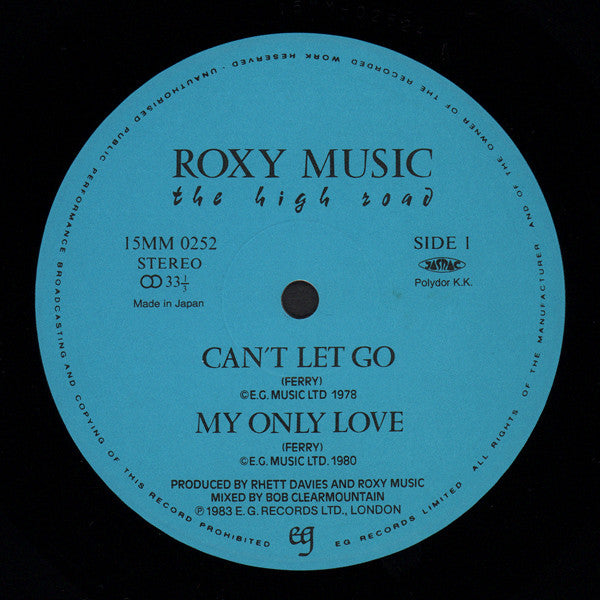 ROXY MUSIC
the high road
15MM 0252
STEREO
33 1/3
Made in Japan
SIDE 1
JASRAC
Polydor K.K.
CAN'T LET GO
(FERRY)
©E.G. MUSIC LTD 1978
MY ONLY LOVE
(FERRY)
©E.G. MUSIC LTD. 1980
PRODUCED BY RHETT DAVIES AND ROXY MUSIC
MIXED BY BOB CLEARMOUNTAIN
℗ 1983 E.G. RECORDS LTD., LONDON
eg
EG RECORDS LIMITED ALL RIGHTS OF THE MANUFACTURER AND OF THE OWNER OF THE RECORDED WORK RESERVED · UNAUTHORISED PUBLIC PERFORMANCE BROADCASTING AND COPYING OF THIS RECORD PROHIBITED